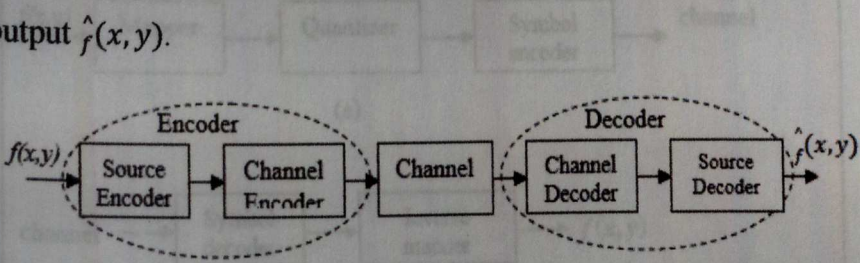 output f̂(x, y).
Encoder
Decoder
f(x,y)
Source
Encoder
Channel
Encoder
Channel
Channel
Decoder
Source
Decoder
f̂(x, y)